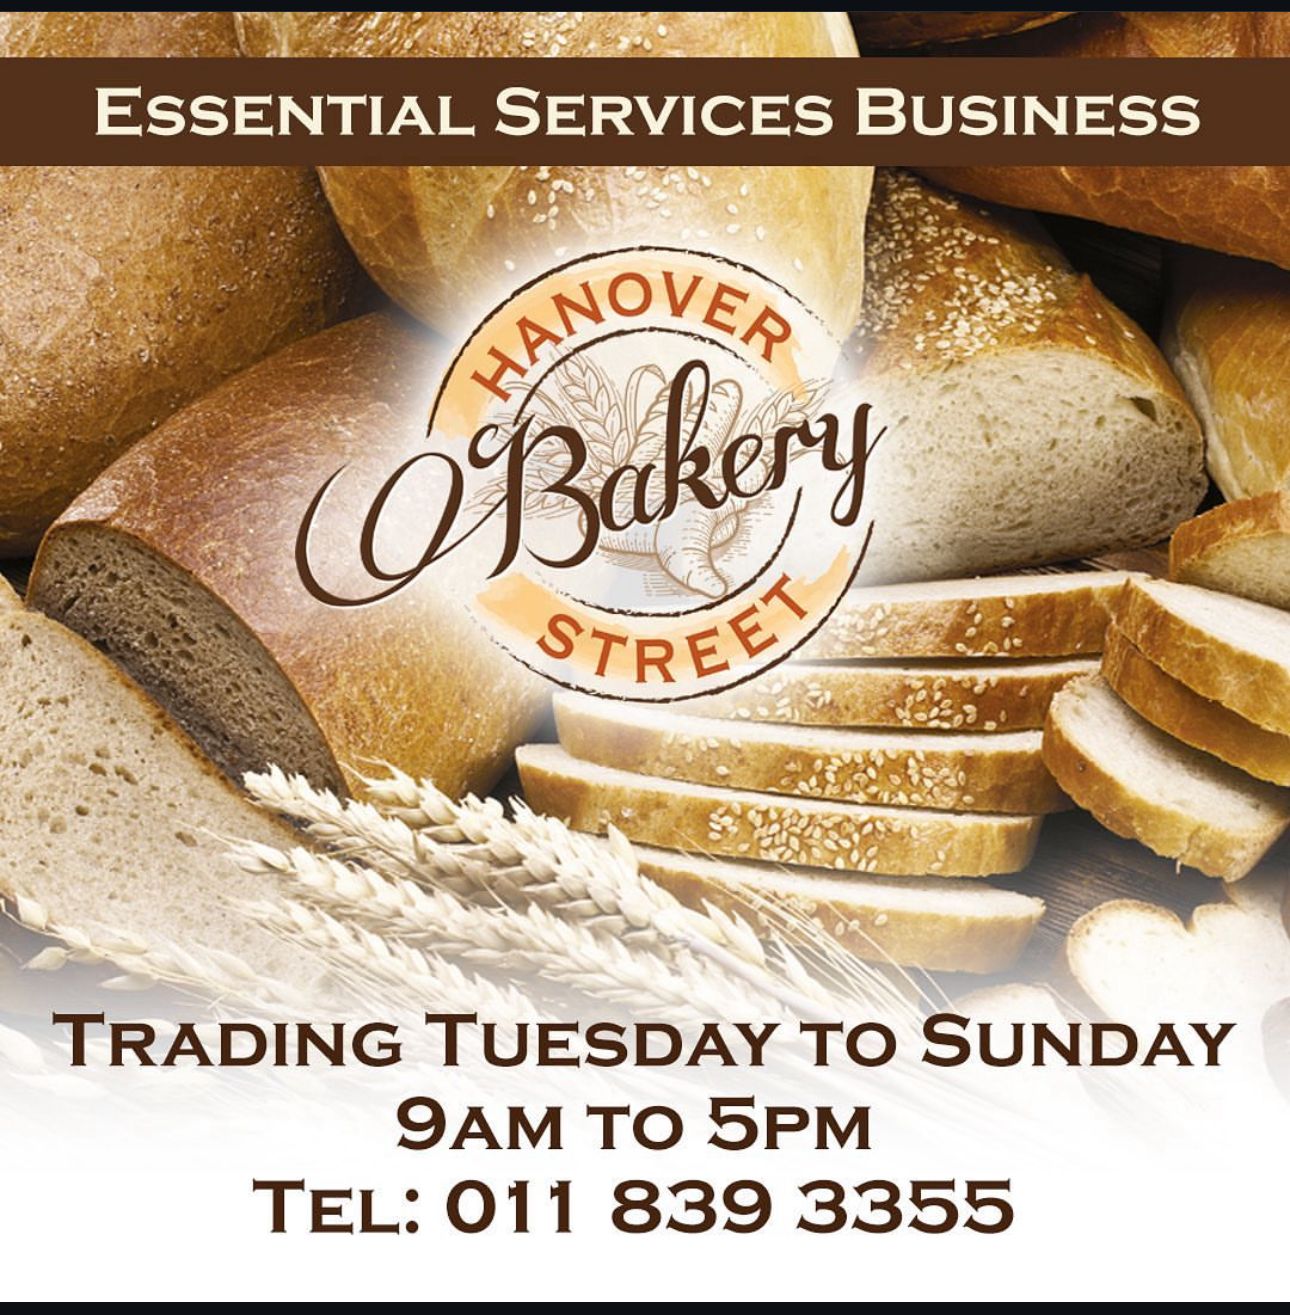 Essential Services Business
HANOVER
Bakery
STREET
Trading Tuesday to Sunday
9am to 5pm
Tel: 011 839 3355